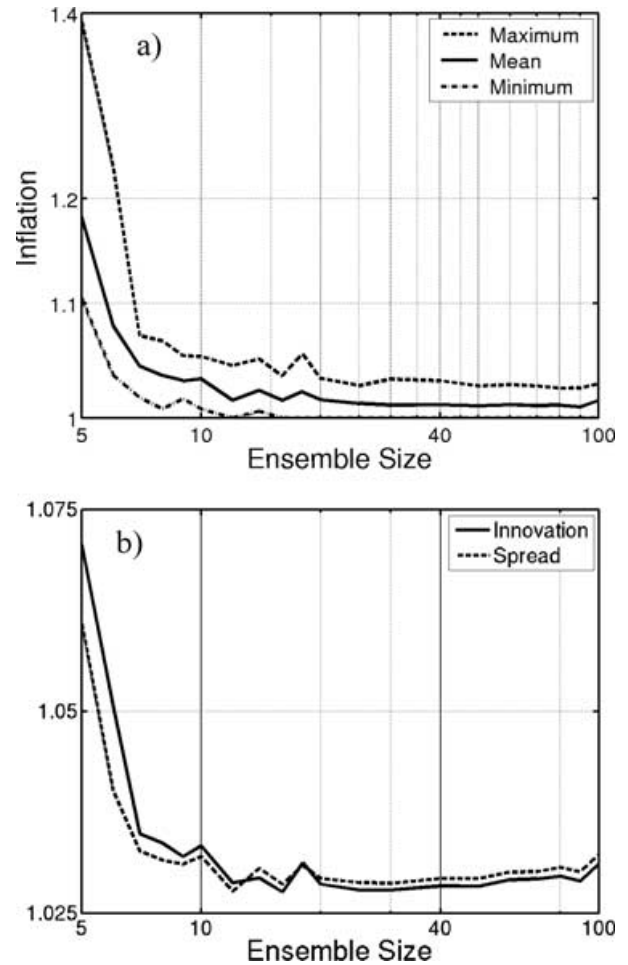 1.4
a)
Maximum
Mean
Minimum
1.2
Inflation
1.1
1
5
10
40
100
Ensemble Size
1.075
b)
Innovation
Spread
1.05
1.025
5
10
40
100
Ensemble Size